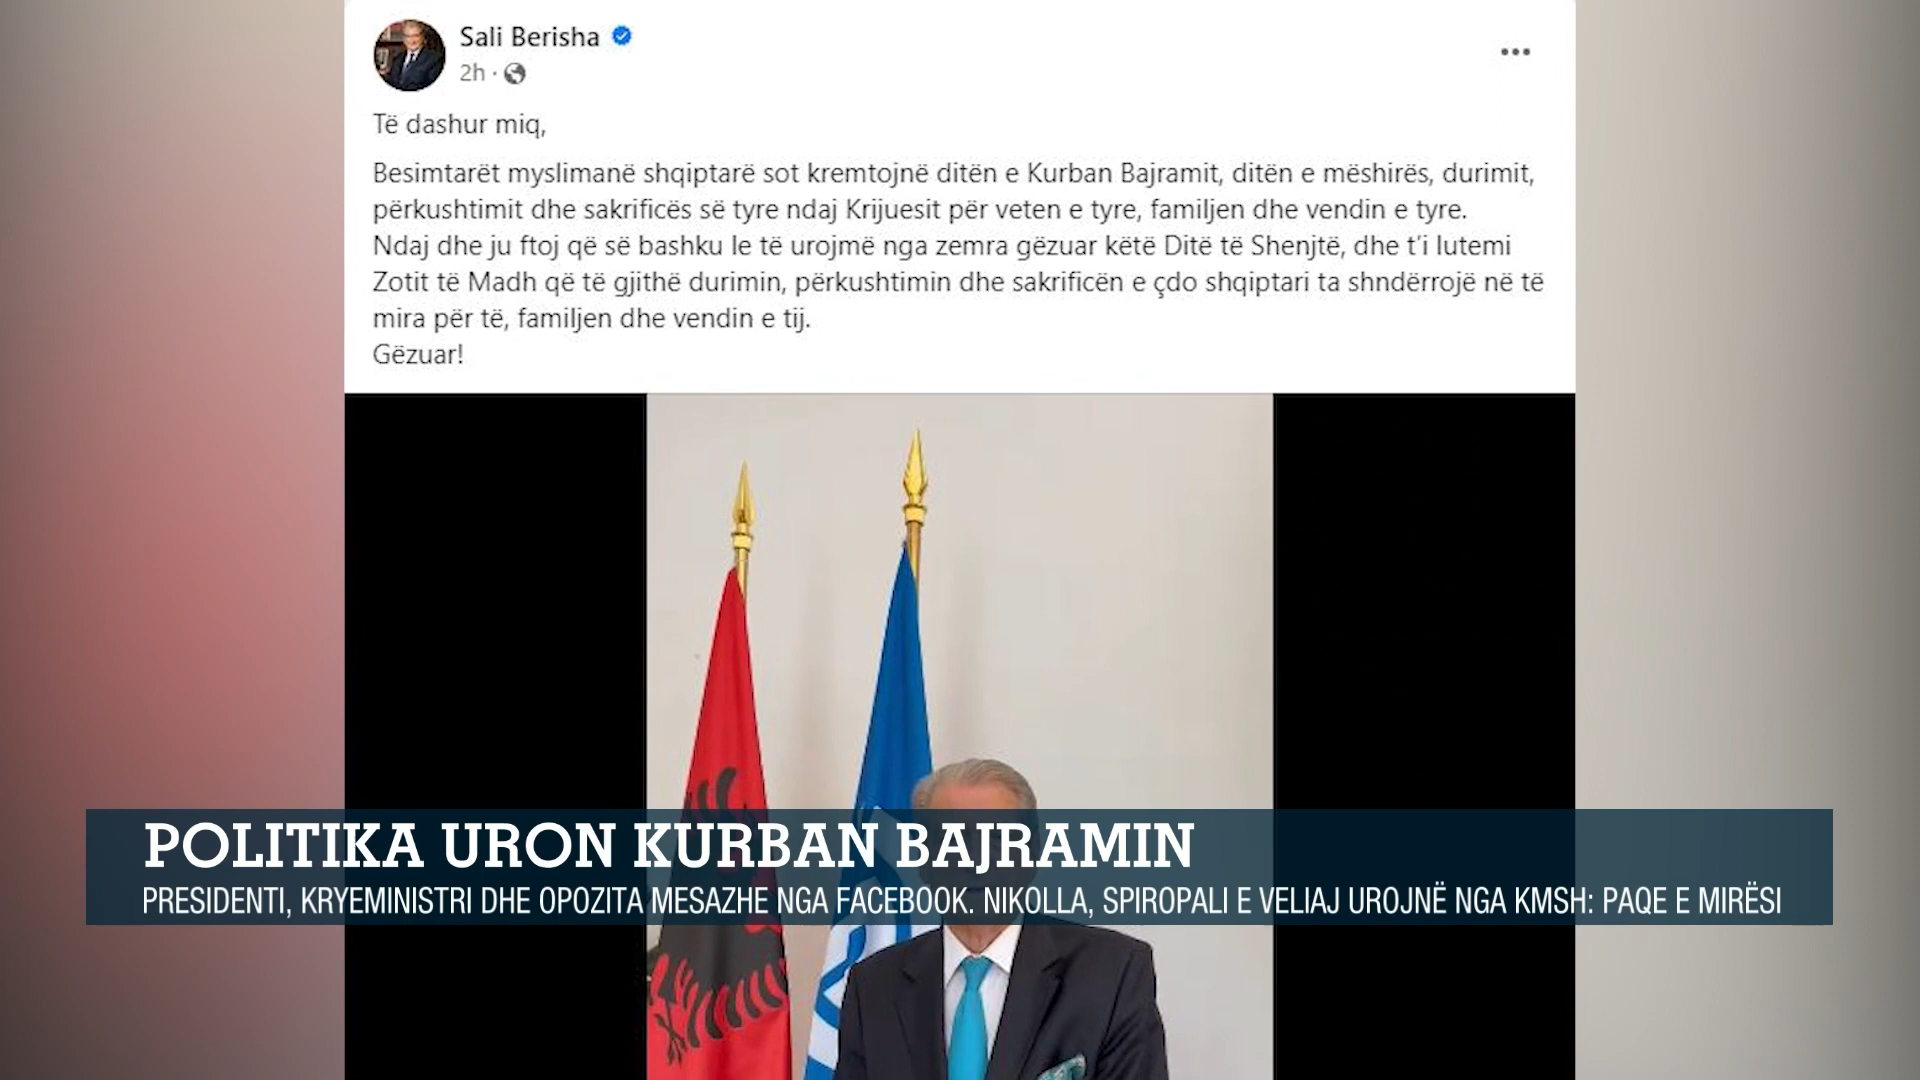 Sali Berisha
2h ·
Të dashur miq,
Besimtarët myslimanë shqiptarë sot kremtojnë ditën e Kurban Bajramit, ditën e mëshirës, durimit,
përkushtimit dhe sakrificës së tyre ndaj Krijuesit për veten e tyre, familjen dhe vendin e tyre.
Ndaj dhe ju ftoj që së bashku le të urojmë nga zemra gëzuar këtë Ditë të Shenjtë, dhe t'i lutemi
Zotit të Madh që të gjithë durimin, përkushtimin dhe sakrificën e çdo shqiptari ta shndërrojë në të
mira për të, familjen dhe vendin e tij.
Gëzuar!
POLITIKA URON KURBAN BAJRAMIN
PRESIDENTI, KRYEMINISTRI DHE OPOZITA MESAZHE NGA FACEBOOK. NIKOLLA, SPIROPALI E VELIAJ UROJNË NGA KMSH: PAQE E MIRËSI